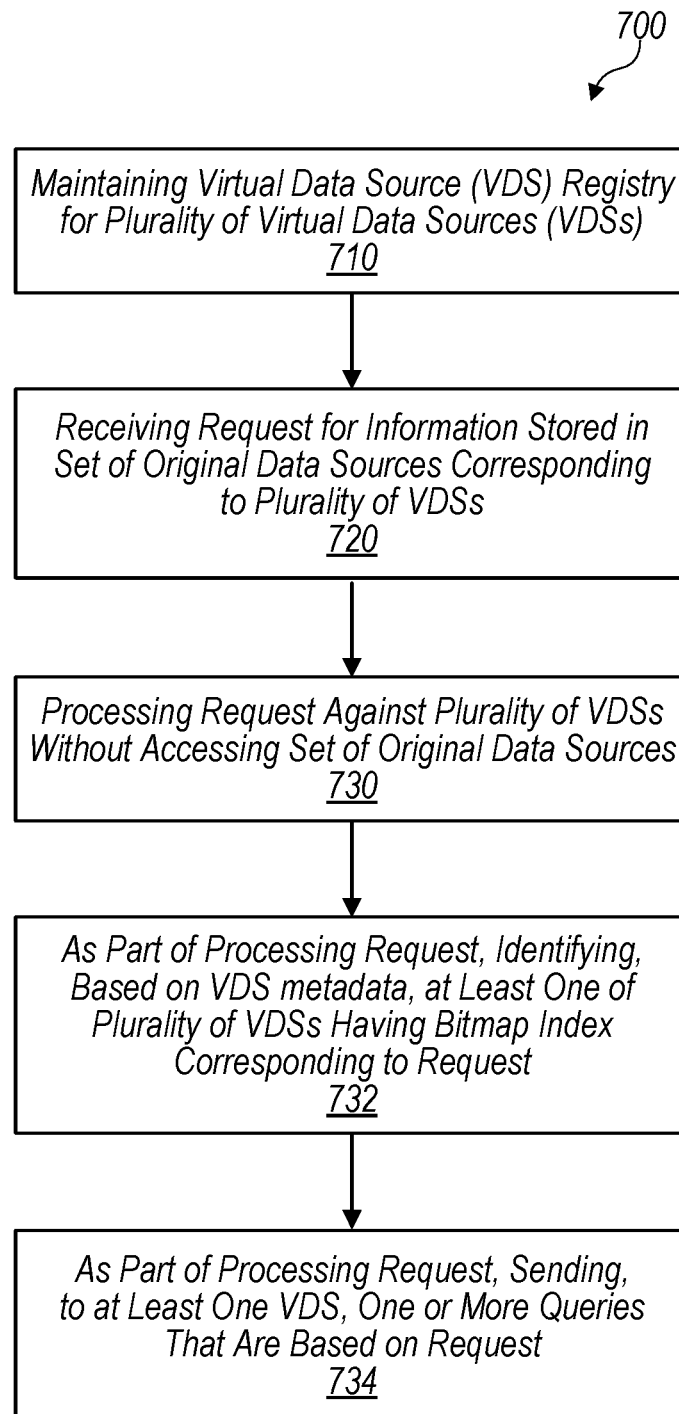 700
Maintaining Virtual Data Source (VDS) Registry
for Plurality of Virtual Data Sources (VDSs)
710
Receiving Request for Information Stored in
Set of Original Data Sources Corresponding
to Plurality of VDSs
720
Processing Request Against Plurality of VDSs
Without Accessing Set of Original Data Sources
730
As Part of Processing Request, Identifying,
Based on VDS metadata, at Least One of
Plurality of VDSs Having Bitmap Index
Corresponding to Request
732
As Part of Processing Request, Sending,
to at Least One VDS, One or More Queries
That Are Based on Request
734